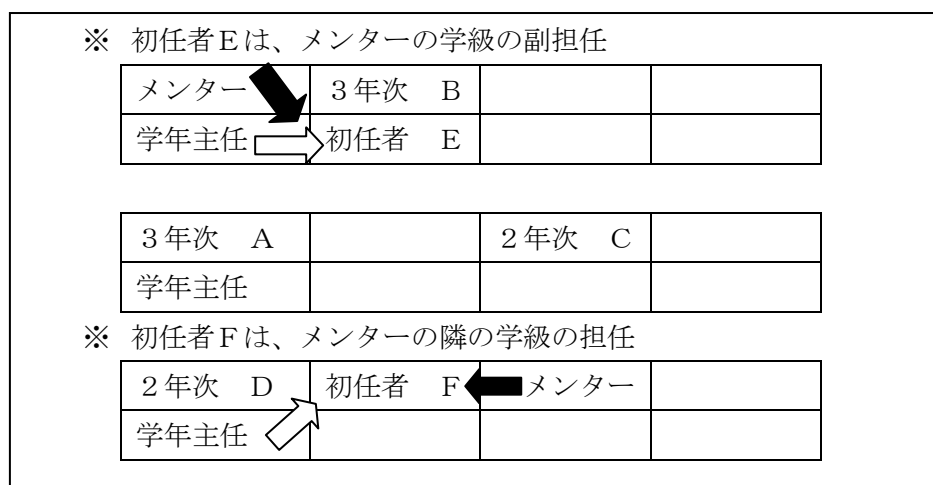 ※ 初任者Eは、メンターの学級の副担任
メンター 3年次 B
学年主任 初任者 E
3年次 A 2年次 C
学年主任
※ 初任者Fは、メンターの隣の学級の担任
2年次 D 初任者 F メンター
学年主任